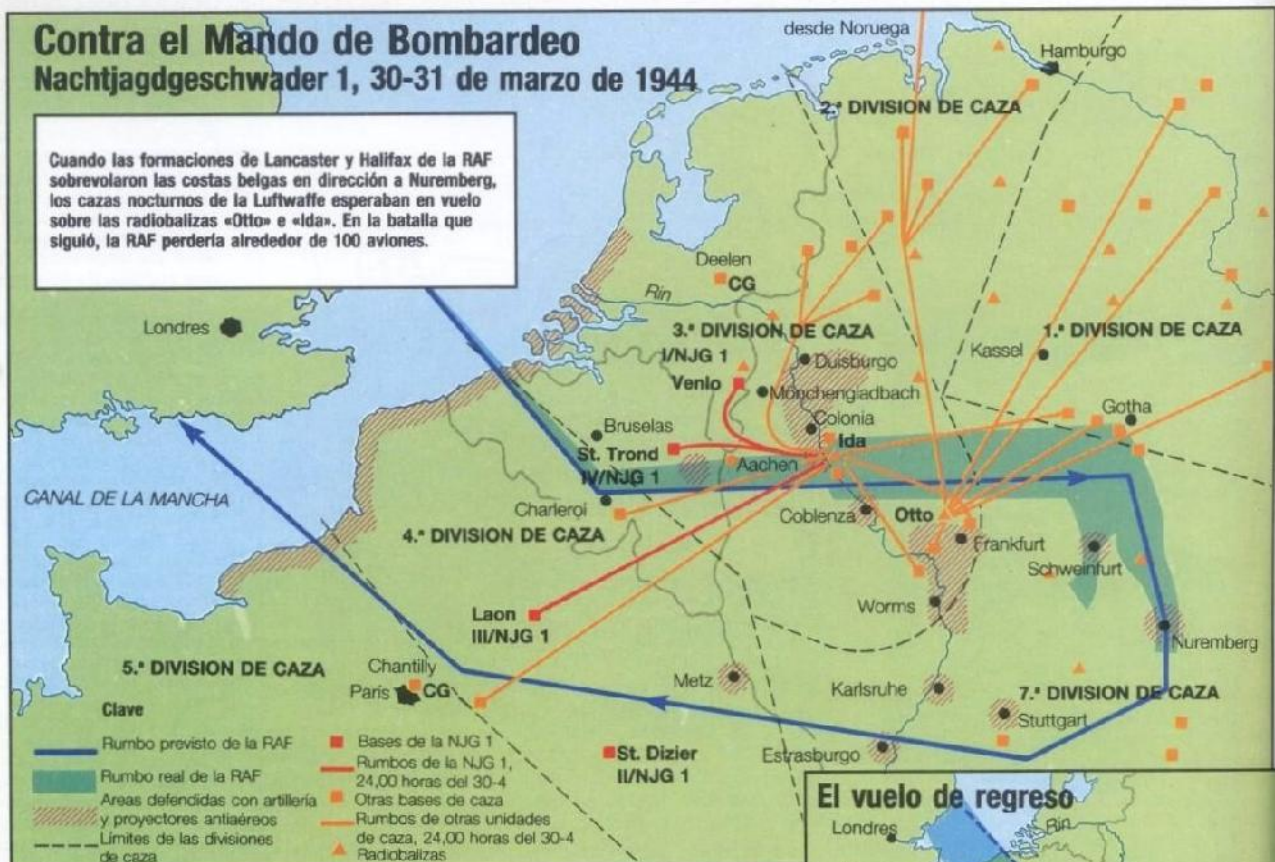 Contra el Mando de Bombardeo
Nachtjagdgeschwader 1, 30-31 de marzo de 1944
Cuando las formaciones de Lancaster y Halifax de la RAF
sobrevolaron las costas belgas en dirección a Nuremberg,
los cazas nocturnos de la Luftwaffe esperaban en vuelo
sobre las radiobalizas «Otto» e «Ida». En la batalla que
siguió, la RAF perdería alrededor de 100 aviones.
desde Noruega
Hamburgo
2.ª DIVISION DE CAZA
Deelen
CG
Rin
Londres
3.ª DIVISION DE CAZA
1.ª DIVISION DE CAZA
I/NJG 1
Venlo
Duisburgo
Kassel
Mönchengladbach
Colonia
Gotha
Bruselas
Ida
St. Trond
IV/NJG 1
Aachen
CANAL DE LA MANCHA
Charleroi
Coblenza
Otto
4.ª DIVISION DE CAZA
Frankfurt
Schweinfurt
Laon
III/NJG 1
Worms
Nuremberg
5.ª DIVISION DE CAZA
Chantilly
París
CG
Metz
Karlsruhe
7.ª DIVISION DE CAZA
Stuttgart
St. Dizier
II/NJG 1
Estrasburgo
Clave
Rumbo previsto de la RAF
Rumbo real de la RAF
Areas defendidas con artillería
y proyectores antiaéreos
Límites de las divisiones
de caza
Bases de la NJG 1
Rumbos de la NJG 1,
24,00 horas del 30-4
Otras bases de caza
Rumbos de otras unidades
de caza, 24,00 horas del 30-4
Radiobalizas
El vuelo de regreso
Londres
Rin